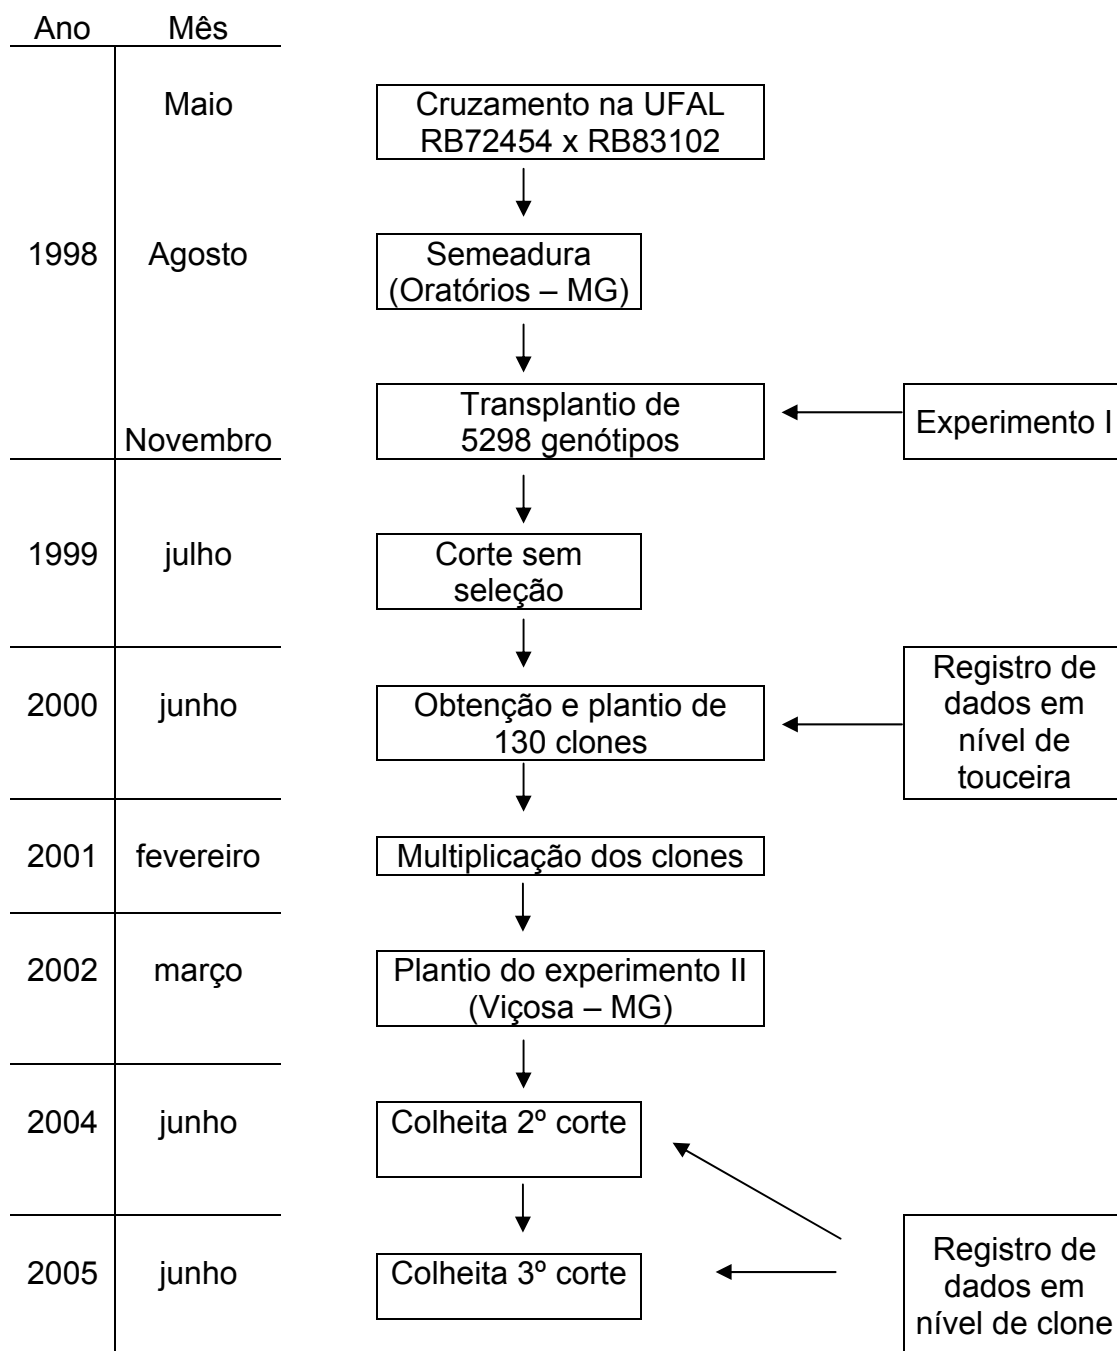 Ano Mês
Maio
Cruzamento na UFAL
RB72454 x RB83102
1998 Agosto
Semeadura
(Oratórios – MG)
Novembro
Transplantio de
5298 genótipos
Experimento I
1999 julho
Corte sem
seleção
2000 junho
Obtenção e plantio de
130 clones
Registro de
dados em
nível de
touceira
2001 fevereiro
Multiplicação dos clones
2002 março
Plantio do experimento II
(Viçosa – MG)
2004 junho
Colheita 2º corte
2005 junho
Colheita 3º corte
Registro de
dados em
nível de clone